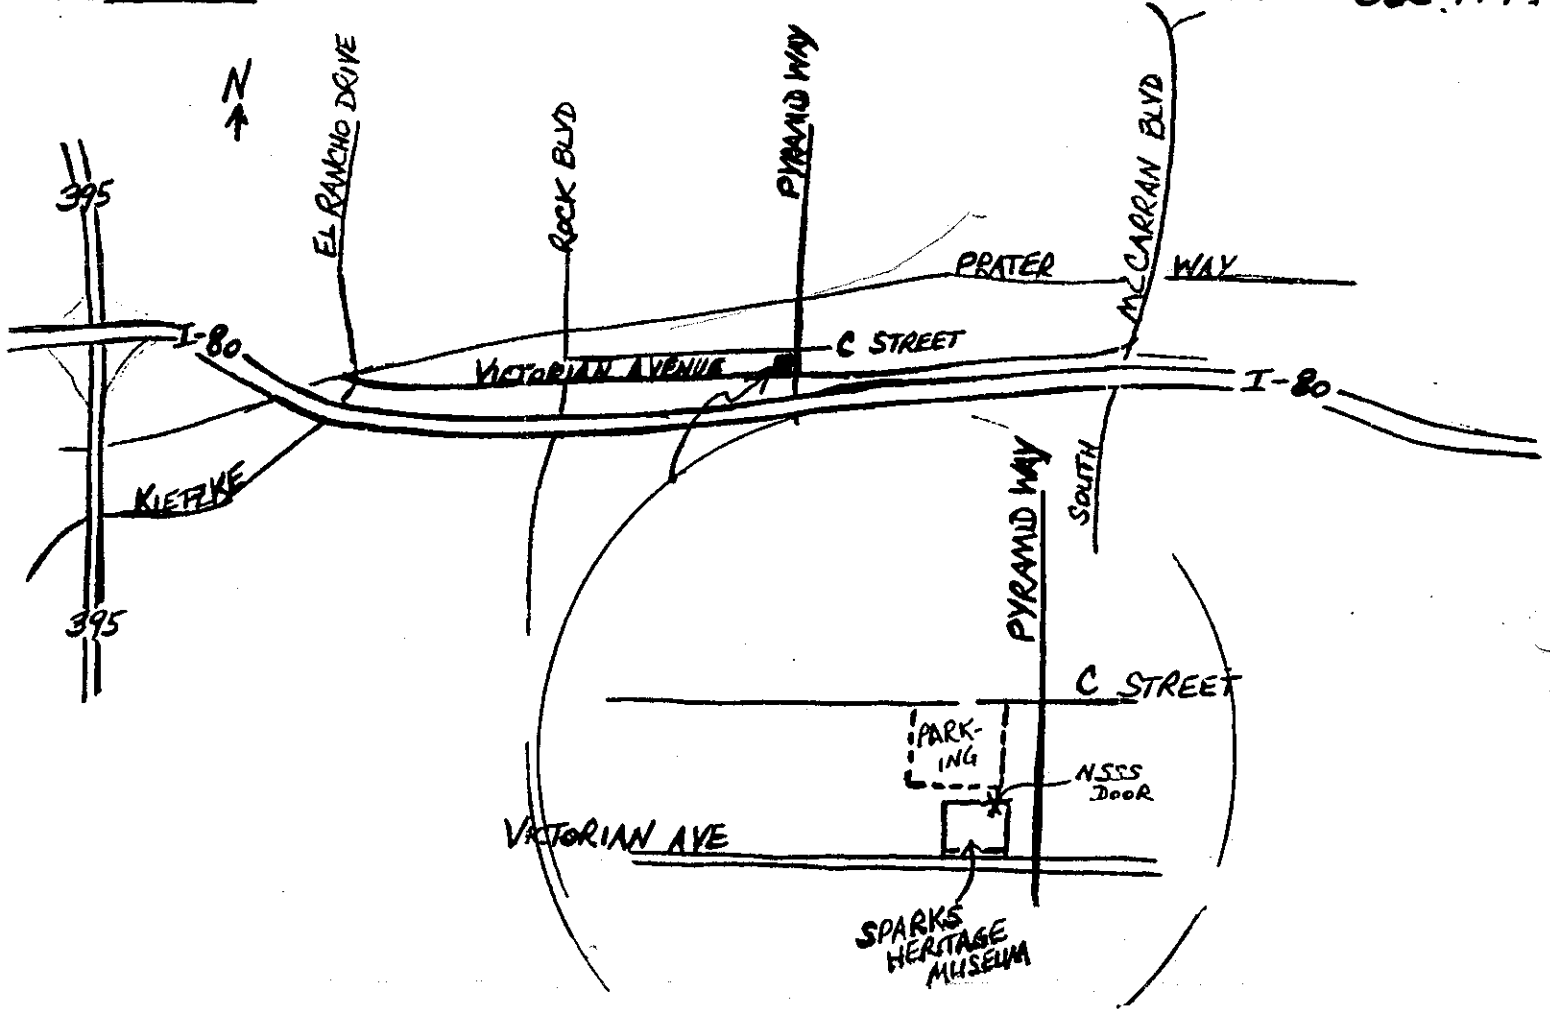 N
395
EL RANCHO DRIVE
ROCK BLVD
PYRAMID WAY
MCCARRAN BLVD
PRATER WAY
C STREET
I-80
VICTORIAN AVENUE
I-80
KIETZKE
395
SOUTH
PYRAMID WAY
C STREET
PARK-
ING
NSSS
DOOR
VICTORIAN AVE
SPARKS
HERITAGE
MUSEUM